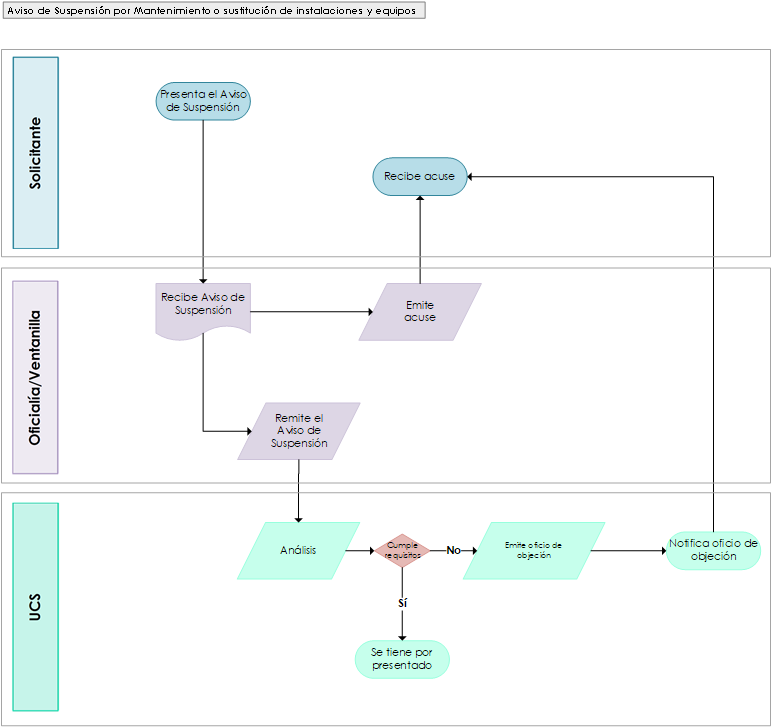 Aviso de Suspensión por Mantenimiento o sustitución de instalaciones y equipos
Solicitante
Presenta el Aviso
de Suspensión
Recibe acuse
Oficialía/Ventanilla
Recibe Aviso de
Suspensión
Emite
acuse
Remite el
Aviso de
Suspensión
UCS
Análisis
Cumple
requisitos
No
Emite oficio de
objeción
Notifica oficio de
objeción
Sí
Se tiene por
presentado